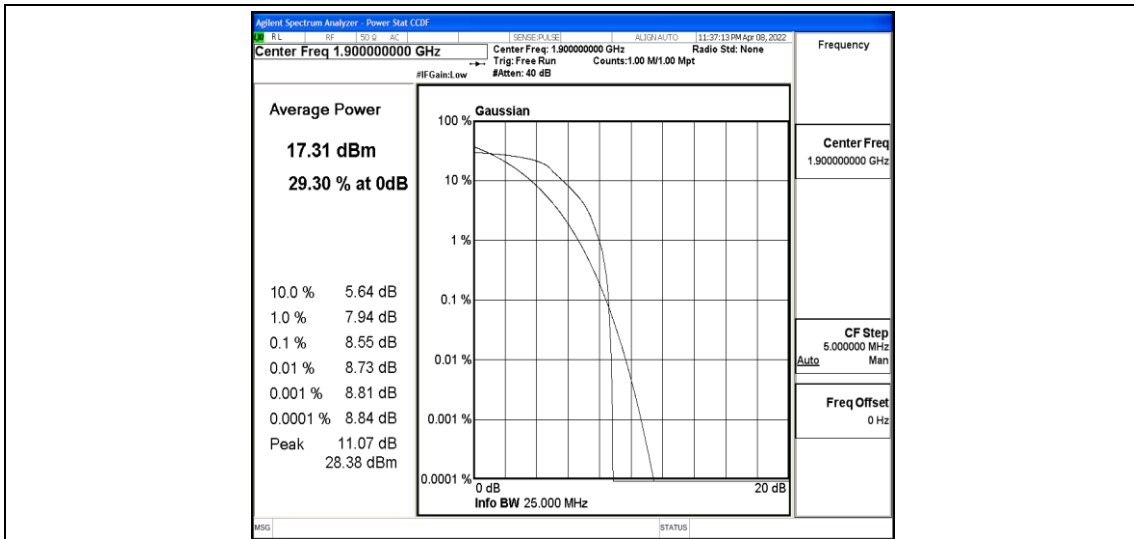 Agilent Spectrum Analyzer - Power Stat CCDF
LXI RL RF 50 Ω AC SENSE:PULSE ALIGN AUTO 11:37:13 PM Apr 08, 2022
Center Freq 1.900000000 GHz
Center Freq: 1.900000000 GHz Radio Std: None
Trig: Free Run Counts:1.00 M/1.00 Mpt
#IFGain:Low #Atten: 40 dB
Frequency
Average Power
17.31 dBm
29.30 % at 0dB
10.0 % 5.64 dB
1.0 % 7.94 dB
0.1 % 8.55 dB
0.01 % 8.73 dB
0.001 % 8.81 dB
0.0001 % 8.84 dB
Peak 11.07 dB
28.38 dBm
Gaussian
100 %
10 %
1 %
0.1 %
0.01 %
0.001 %
0.0001 %
0 dB 20 dB
Info BW 25.000 MHz
Center Freq
1.900000000 GHz
CF Step
5.000000 MHz
Auto Man
Freq Offset
0 Hz
MSG STATUS